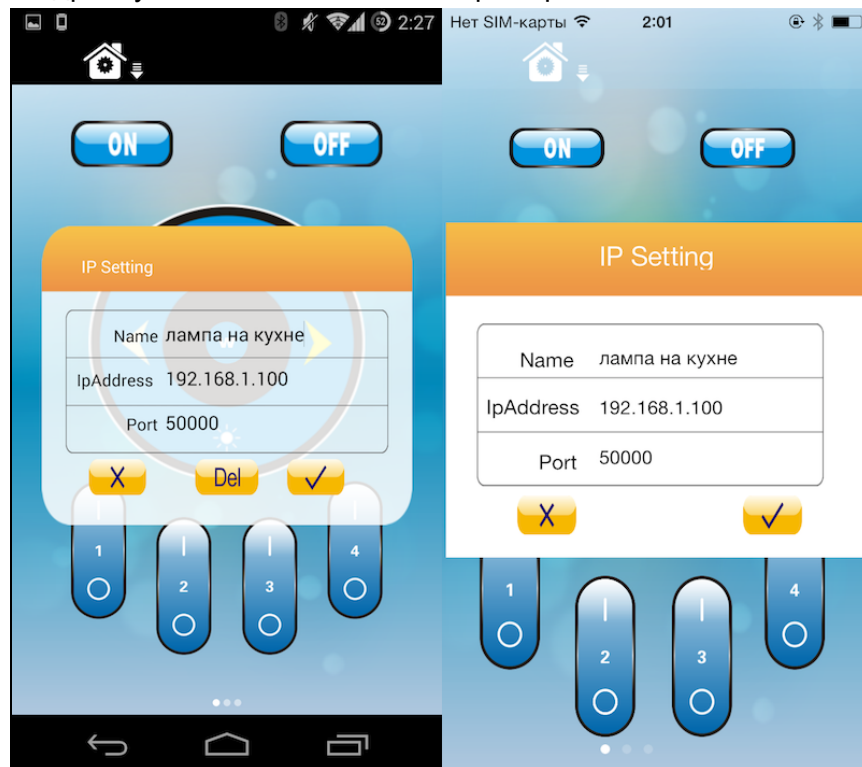 52 2:27
ON OFF
IP Setting
Name лампа на кухне
IpAddress 192.168.1.100
Port 50000
X Del
1 2 3 4
Нет SIM-карты 2:01
ON OFF
IP Setting
Name лампа на кухне
IpAddress 192.168.1.100
Port 50000
X
1 2 3 4